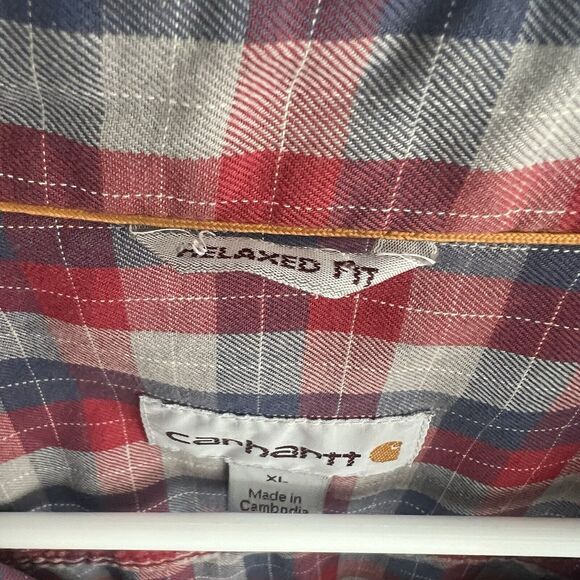 RELAXED FIT
carhartt
XL
Made in
Cambodia